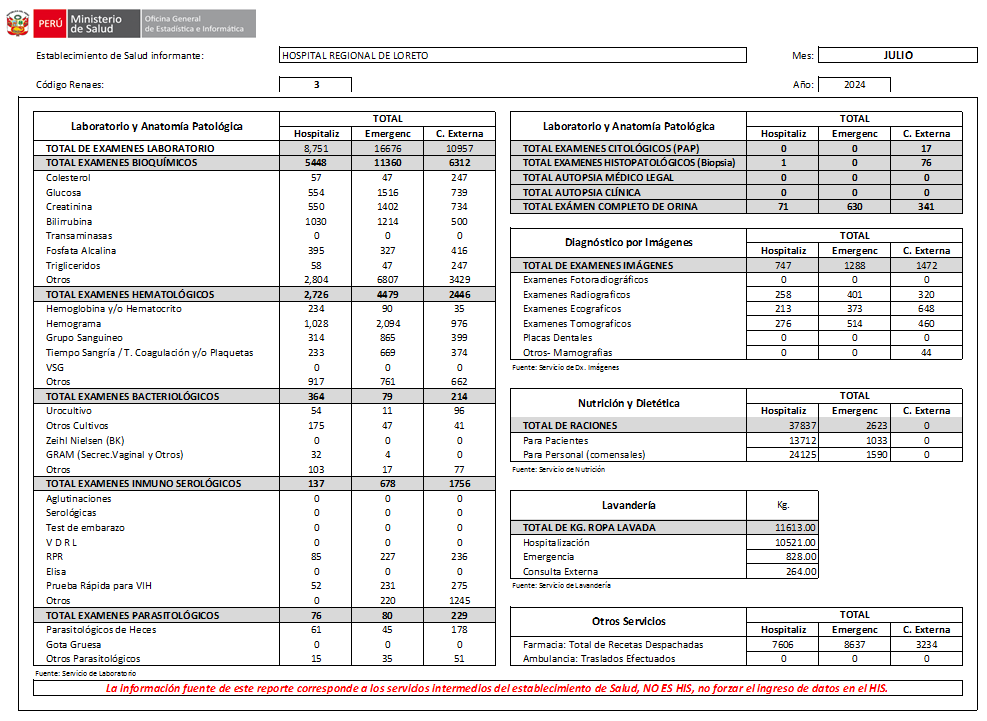 PERÚ Ministerio de Salud Oficina General de Estadística e Informática
Establecimiento de Salud informante: HOSPITAL REGIONAL DE LORETO Mes: JULIO
Código Renaes: 3 Año: 2024
Laboratorio y Anatomía Patológica TOTAL
Hospitaliz Emergenc C. Externa
TOTAL DE EXAMENES LABORATORIO 8,751 16676 10957
TOTAL EXAMENES BIOQUÍMICOS 5448 11360 6312
Colesterol 57 47 247
Glucosa 554 1516 739
Creatinina 550 1402 734
Bilirrubina 1030 1214 500
Transaminasas 0 0 0
Fosfata Alcalina 395 327 416
Trigliceridos 58 47 247
Otros 2,804 6807 3429
TOTAL EXAMENES HEMATOLÓGICOS 2,726 4479 2446
Hemoglobina y/o Hematocrito 234 90 35
Hemograma 1,028 2,094 976
Grupo Sanguineo 314 865 399
Tiempo Sangría / T. Coagulación y/o Plaquetas 233 669 374
VSG 0 0 0
Otros 917 761 662
TOTAL EXAMENES BACTERIOLÓGICOS 364 79 214
Urocultivo 54 11 96
Otros Cultivos 175 47 41
Zeihl Nielsen (BK) 0 0 0
GRAM (Secrec.Vaginal y Otros) 32 4 0
Otros 103 17 77
TOTAL EXAMENES INMUNO SEROLÓGICOS 137 678 1756
Aglutinaciones 0 0 0
Serológicas 0 0 0
Test de embarazo 0 0 0
V D R L 0 0 0
RPR 85 227 236
Elisa 0 0 0
Prueba Rápida para VIH 52 231 275
Otros 0 220 1245
TOTAL EXAMENES PARASITOLÓGICOS 76 80 229
Parasitológicos de Heces 61 45 178
Gota Gruesa 0 0 0
Otros Parasitológicos 15 35 51
Fuente: Servicio de Laboratorio
Laboratorio y Anatomía Patológica TOTAL
Hospitaliz Emergenc C. Externa
TOTAL EXAMENES CITOLÓGICOS (PAP) 0 0 17
TOTAL EXAMENES HISTOPATOLÓGICOS (Biopsia) 1 0 76
TOTAL AUTOPSIA MÉDICO LEGAL 0 0 0
TOTAL AUTOPSIA CLÍNICA 0 0 0
TOTAL EXÁMEN COMPLETO DE ORINA 71 630 341
Diagnóstico por Imágenes TOTAL
Hospitaliz Emergenc C. Externa
TOTAL DE EXAMENES IMÁGENES 747 1288 1472
Examenes Fotoradiográficos 0 0 0
Examenes Radiograficos 258 401 320
Examenes Ecograficos 213 373 648
Examenes Tomograficos 276 514 460
Placas Dentales 0 0 0
Otros- Mamografias 0 0 44
Fuente: Servicio de Dx. Imágenes
Nutrición y Dietética TOTAL
Hospitaliz Emergenc C. Externa
TOTAL DE RACIONES 37837 2623 0
Para Pacientes 13712 1033 0
Para Personal (comensales) 24125 1590 0
Fuente: Servicio de Nutrición
Lavandería Kg.
TOTAL DE KG. ROPA LAVADA 11613.00
Hospitalización 10521.00
Emergencia 828.00
Consulta Externa 264.00
Fuente: Servicio de Lavandería
Otros Servicios TOTAL
Hospitaliz Emergenc C. Externa
Farmacia: Total de Recetas Despachadas 7606 8637 3234
Ambulancia: Traslados Efectuados 0 0 0
La información fuente de este reporte corresponde a los servicios intermedios del establecimiento de Salud, NO ES HIS, no forzar el ingreso de datos en el HIS.